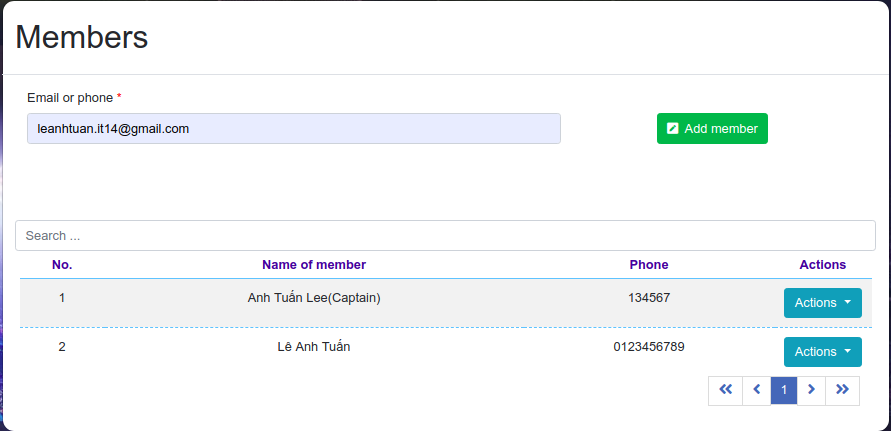 Members
Email or phone *
leanhtuan.it14@gmail.com
Add member
Search ...
No. Name of member Phone Actions
1 Anh Tuấn Lee(Captain) 134567 Actions
2 Lê Anh Tuấn 0123456789 Actions
1